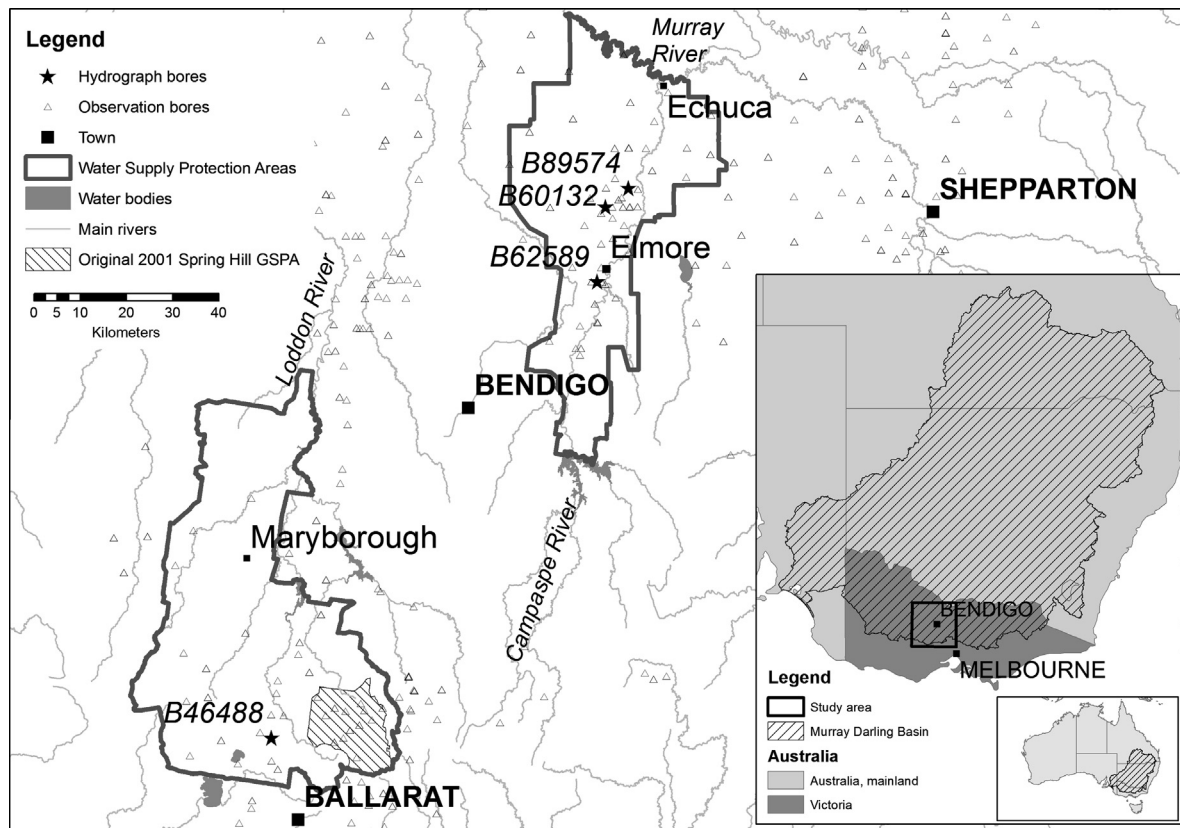 Legend
Hydrograph bores
Observation bores
Town
Water Supply Protection Areas
Water bodies
Main rivers
Original 2001 Spring Hill GSPA
0 5 10 20 30 40
Kilometers
Murray
River
Echuca
B89574
B60132
SHEPPARTON
B62589
Elmore
Loddon River
BENDIGO
Maryborough
Campaspe River
B46488
BALLARAT
BENDIGO
MELBOURNE
Legend
Study area
Murray Darling Basin
Australia
Australia, mainland
Victoria